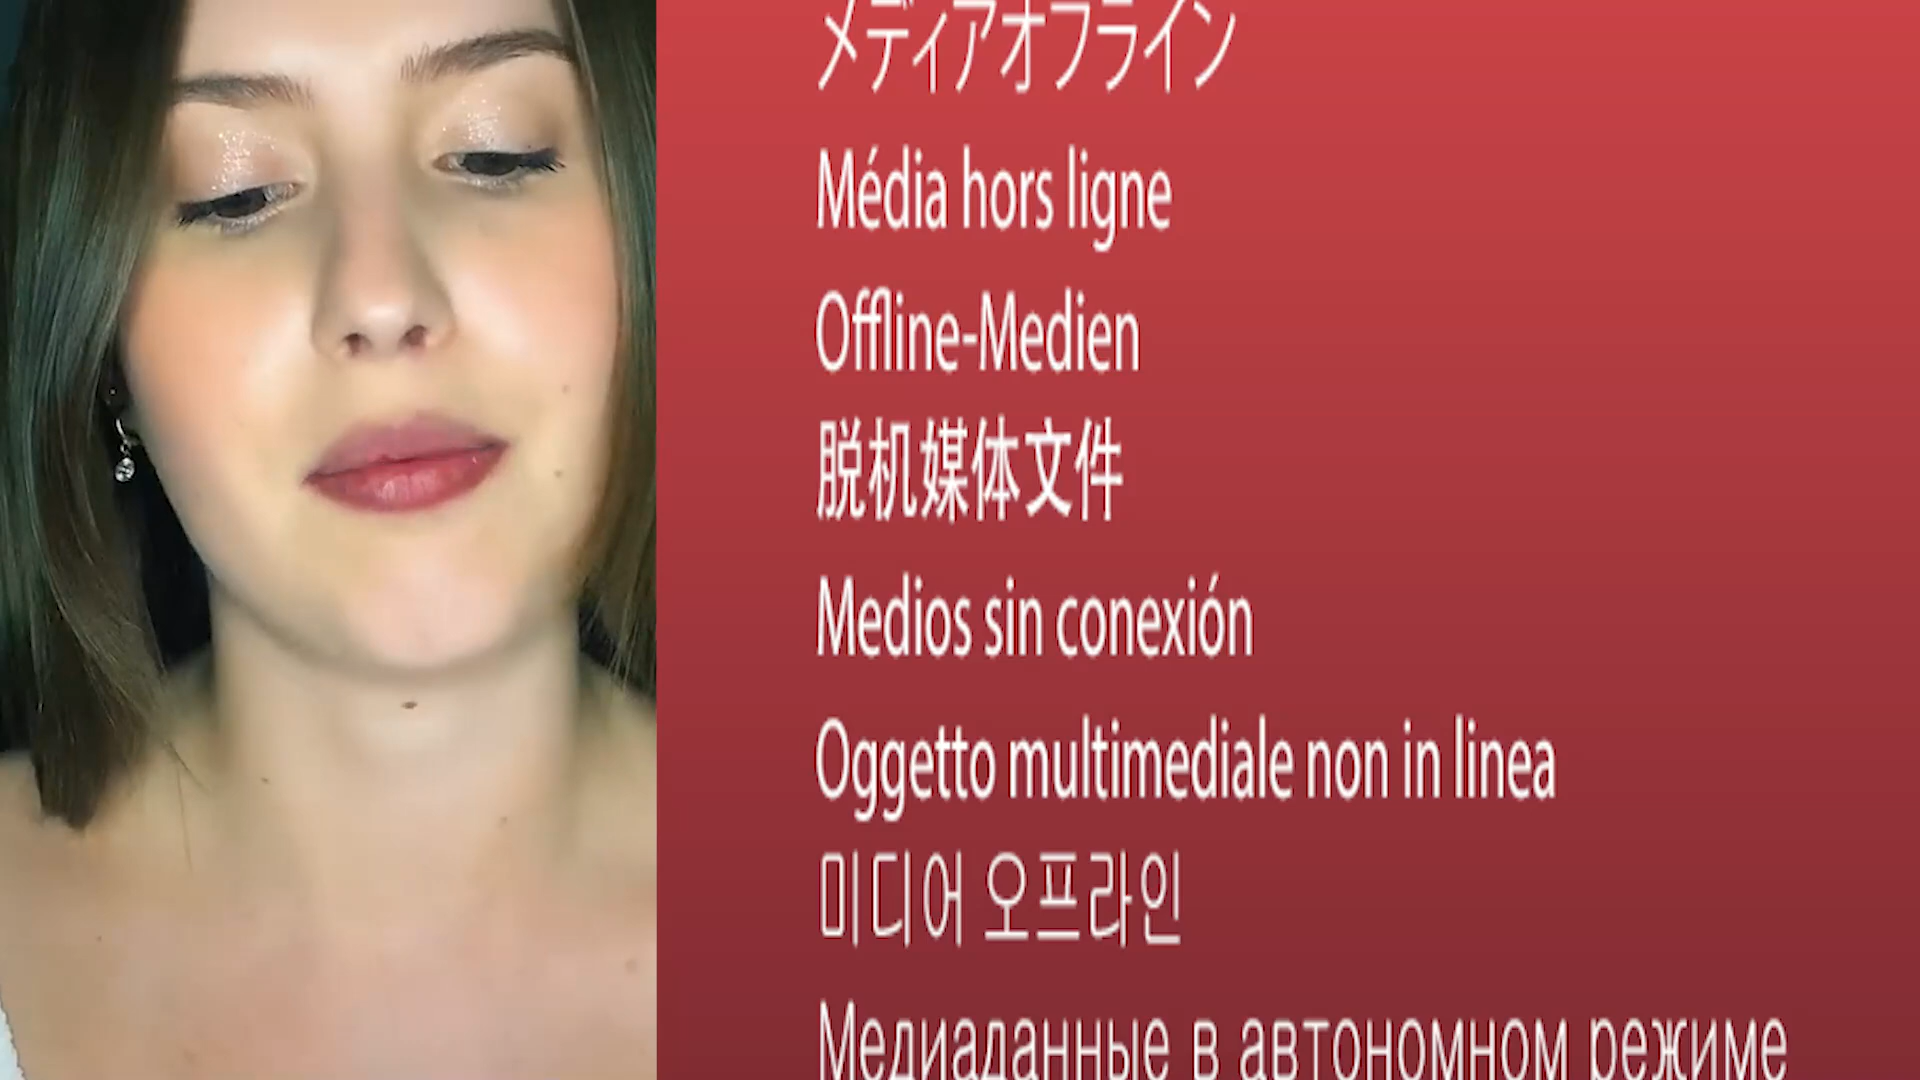 メディアオフライン
Média hors ligne
Offline-Medien
脱机媒体文件
Medios sin conexión
Oggetto multimediale non in linea
미디어 오프라인
Медиаданные в автономном режиме